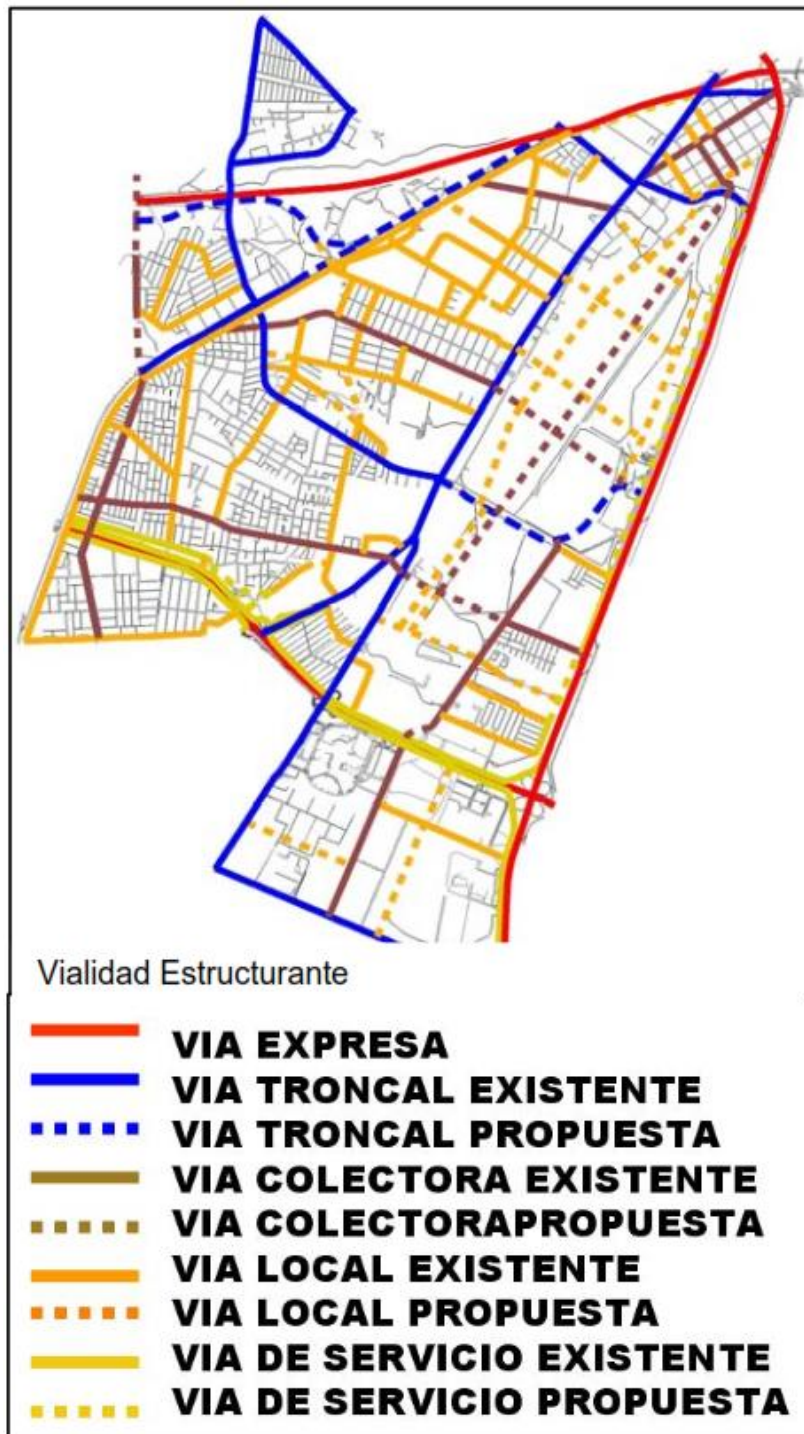 Vialidad Estructurante
VIA EXPRESA
VIA TRONCAL EXISTENTE
VIA TRONCAL PROPUESTA
VIA COLECTORA EXISTENTE
VIA COLECTORAPROPUESTA
VIA LOCAL EXISTENTE
VIA LOCAL PROPUESTA
VIA DE SERVICIO EXISTENTE
VIA DE SERVICIO PROPUESTA